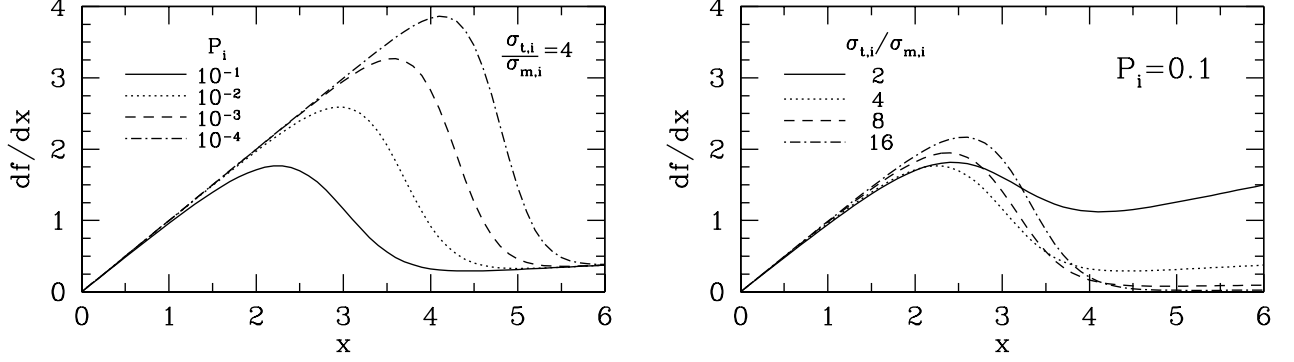 df/dx
4
3
2
1
0
P_i
10⁻¹
10⁻²
10⁻³
10⁻⁴
σ_t,i/σ_m,i=4
0 1 2 3 4 5 6
x
df/dx
4
3
2
1
0
σ_t,i/σ_m,i
2
4
8
16
P_i=0.1
0 1 2 3 4 5 6
x